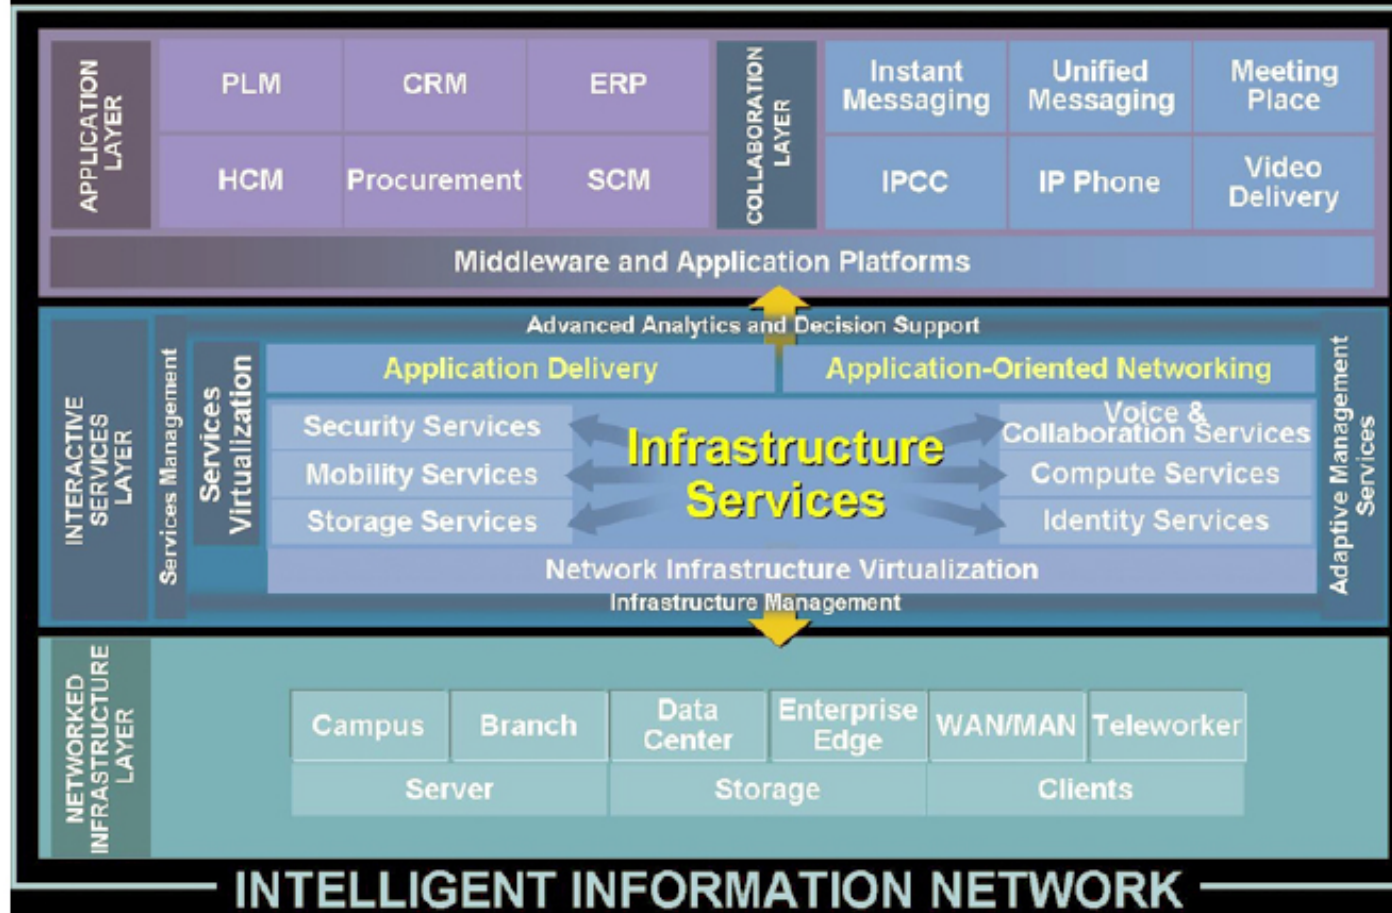 APPLICATION
LAYER
PLM
CRM
ERP
HCM
Procurement
SCM
COLLABORATION
LAYER
Instant
Messaging
Unified
Messaging
Meeting
Place
IPCC
IP Phone
Video
Delivery
Middleware and Application Platforms
INTERACTIVE
SERVICES
LAYER
Services Management
Advanced Analytics and Decision Support
Services
Virtualization
Application Delivery
Application-Oriented Networking
Security Services
Mobility Services
Storage Services
Infrastructure
Services
Voice &
Collaboration Services
Compute Services
Identity Services
Network Infrastructure Virtualization
Infrastructure Management
Adaptive Management
Services
NETWORKED
INFRASTRUCTURE
LAYER
Campus
Branch
Data
Center
Enterprise
Edge
WAN/MAN
Teleworker
Server
Storage
Clients
INTELLIGENT INFORMATION NETWORK